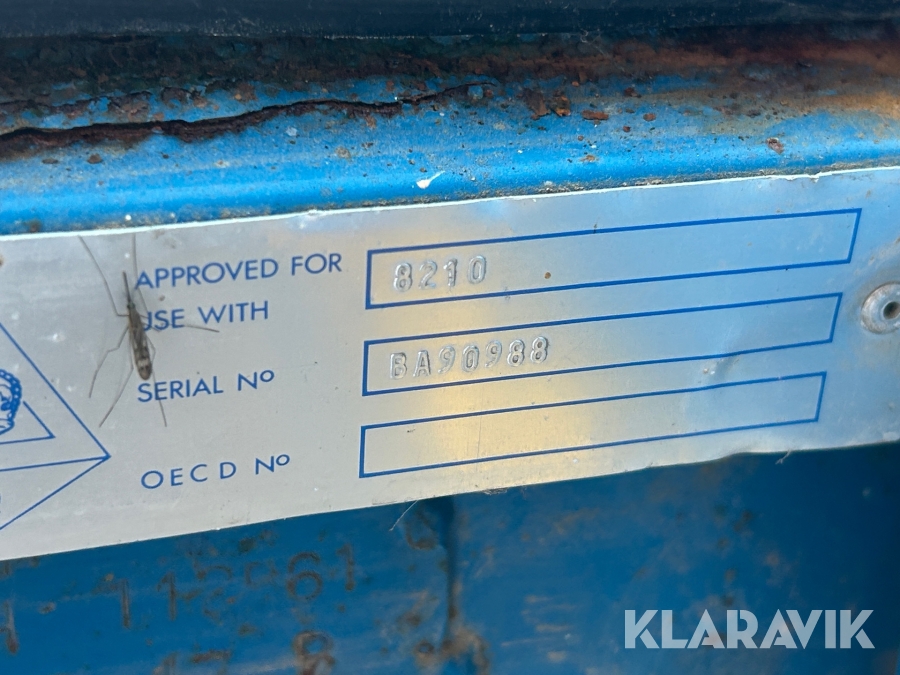 APPROVED FOR
USE WITH
8210
SERIAL Nº
BA90988
OECD Nº
KLARAVIK